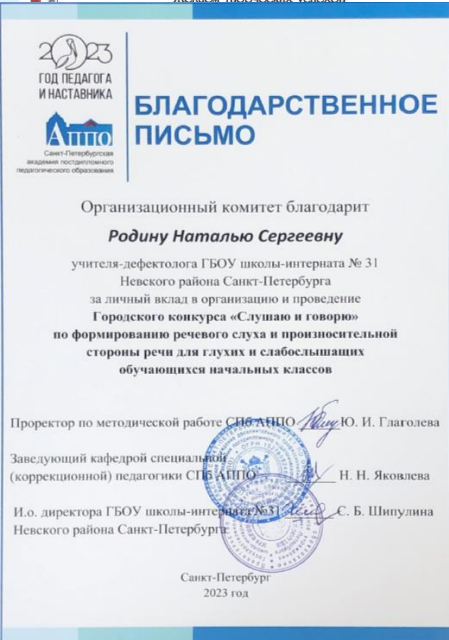 2023
ГОД ПЕДАГОГА
И НАСТАВНИКА
АППО
Санкт-Петербургская
академия постдипломного
педагогического образования
БЛАГОДАРСТВЕННОЕ
ПИСЬМО
Организационный комитет благодарит
Родину Наталью Сергеевну
учителя-дефектолога ГБОУ школы-интерната № 31
Невского района Санкт-Петербурга
за личный вклад в организацию и проведение
Городского конкурса «Слушаю и говорю»
по формированию речевого слуха и произносительной
стороны речи для глухих и слабослышащих
обучающихся начальных классов
Проректор по методической работе СПб АППО Ю. И. Глаголева
Заведующий кафедрой специальной
(коррекционной) педагогики СПб АППО Н. Н. Яковлева
И.о. директора ГБОУ школы-интерната №31 С. Б. Шипулина
Невского района Санкт-Петербурга
Санкт-Петербург
2023 год